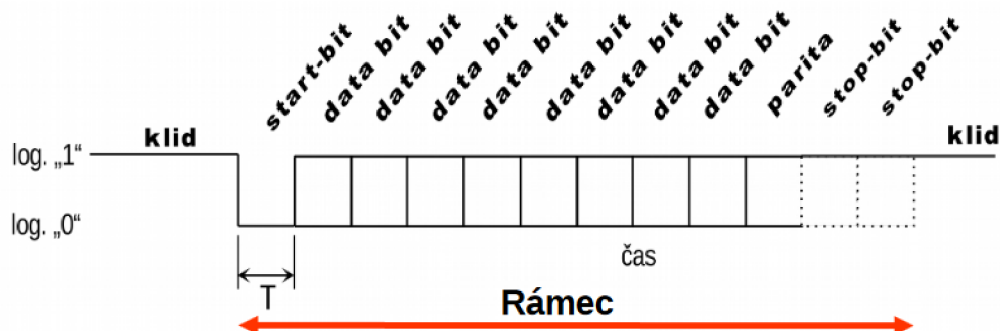 start-bit
data bit
data bit
data bit
data bit
data bit
data bit
data bit
data bit
parita
stop-bit
stop-bit
klid
klid
log. „1“
log. „0“
čas
T
Rámec